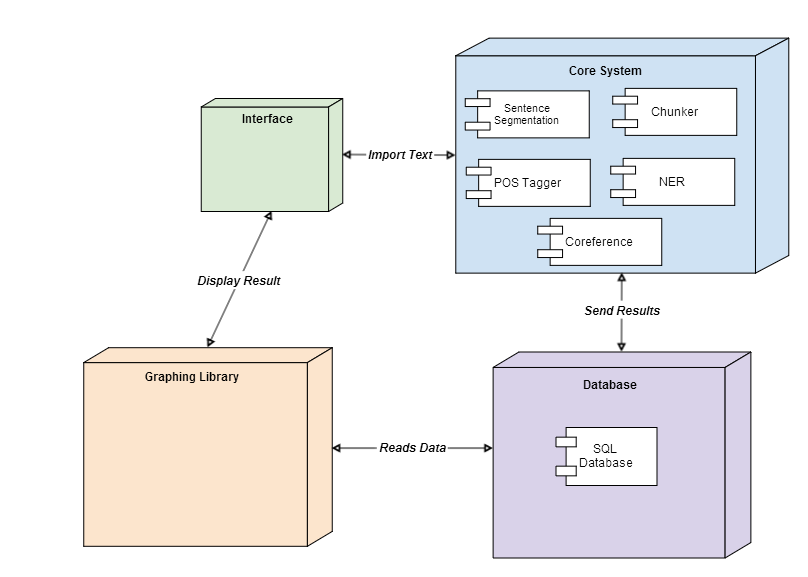 Core System
Interface
Sentence
Segmentation
Chunker
Import Text
POS Tagger
NER
Coreference
Display Result
Send Results
Graphing Library
Database
Reads Data
SQL
Database